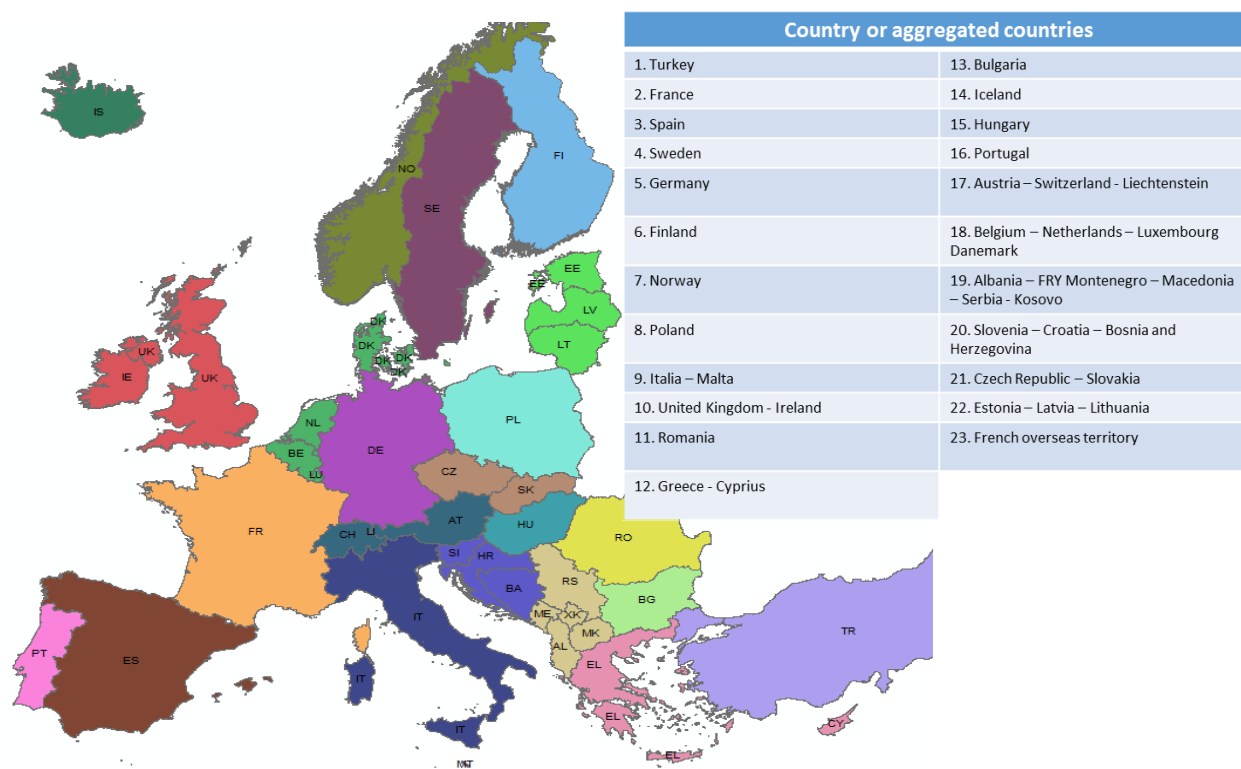 Country or aggregated countries
1. Turkey
13. Bulgaria
2. France
14. Iceland
3. Spain
15. Hungary
4. Sweden
16. Portugal
5. Germany
17. Austria – Switzerland - Liechtenstein
6. Finland
18. Belgium – Netherlands – Luxembourg
Danemark
7. Norway
19. Albania – FRY Montenegro – Macedonia
– Serbia - Kosovo
8. Poland
20. Slovenia – Croatia – Bosnia and
Herzegovina
9. Italia – Malta
21. Czech Republic – Slovakia
10. United Kingdom - Ireland
22. Estonia – Latvia – Lithuania
11. Romania
23. French overseas territory
12. Greece - Cyprius
IS
FI
NO
SE
EE
EE
LV
LT
DK
DK
DK
DK
DK
UK
IE
UK
NL
BE
LU
DE
PL
CZ
SK
FR
CH
LI
AT
HU
RO
SI
HR
BA
RS
BG
ME
XK
MK
AL
IT
TR
PT
ES
IT
EL
EL
IT
CY
EL